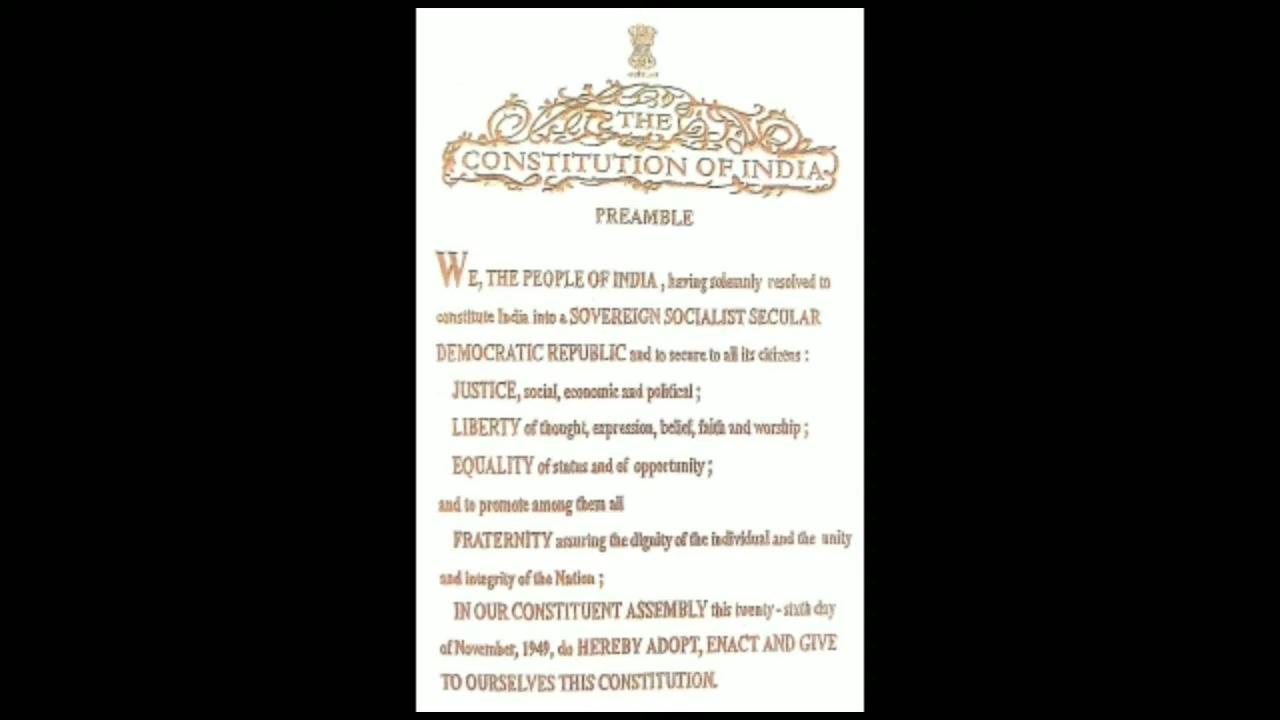 THE
CONSTITUTION OF INDIA
PREAMBLE
WE, THE PEOPLE OF INDIA , having solemnly resolved to
constitute India into a SOVEREIGN SOCIALIST SECULAR
DEMOCRATIC REPUBLIC and to secure to all its citizens :
JUSTICE, social, economic and political ;
LIBERTY of thought, expression, belief, faith and worship ;
EQUALITY of status and of opportunity ;
and to promote among them all
FRATERNITY assuring the dignity of the individual and the unity
and integrity of the Nation ;
IN OUR CONSTITUENT ASSEMBLY this twenty - sixth day
of November, 1949, do HEREBY ADOPT, ENACT AND GIVE
TO OURSELVES THIS CONSTITUTION.